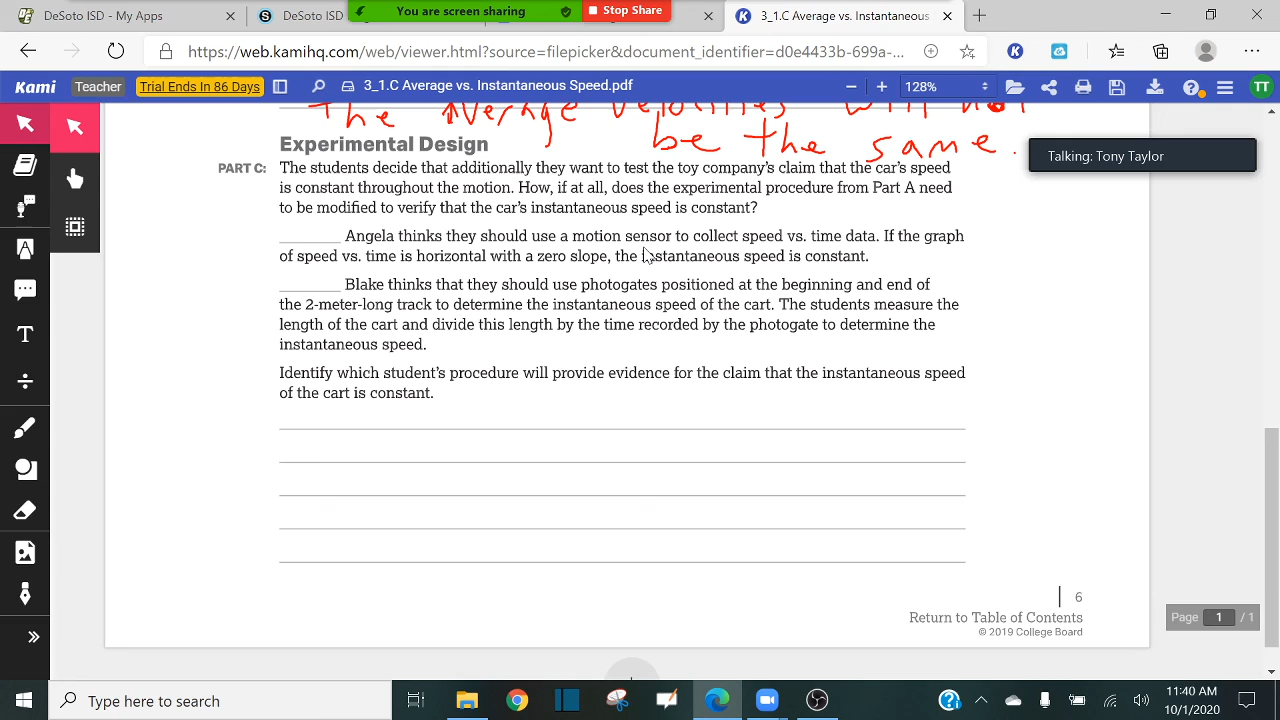 You are screen sharing
Stop Share
3_1.C Average vs. Instantaneous
https://web.kamihq.com/web/viewer.html?source=filepicker&document_identifier=d0e4433b-699a-...
Kami Teacher Trial Ends In 86 Days 3_1.C Average vs. Instantaneous Speed.pdf 128% TT
The Average velocities will not
be the same.
Talking: Tony Taylor
Experimental Design
PART C: The students decide that additionally they want to test the toy company's claim that the car's speed
is constant throughout the motion. How, if at all, does the experimental procedure from Part A need
to be modified to verify that the car's instantaneous speed is constant?
______ Angela thinks they should use a motion sensor to collect speed vs. time data. If the graph
of speed vs. time is horizontal with a zero slope, the instantaneous speed is constant.
______ Blake thinks that they should use photogates positioned at the beginning and end of
the 2-meter-long track to determine the instantaneous speed of the cart. The students measure the
length of the cart and divide this length by the time recorded by the photogate to determine the
instantaneous speed.
Identify which student's procedure will provide evidence for the claim that the instantaneous speed
of the cart is constant.
6
Return to Table of Contents
© 2019 College Board
Page 1 / 1
Type here to search
11:40 AM
10/1/2020